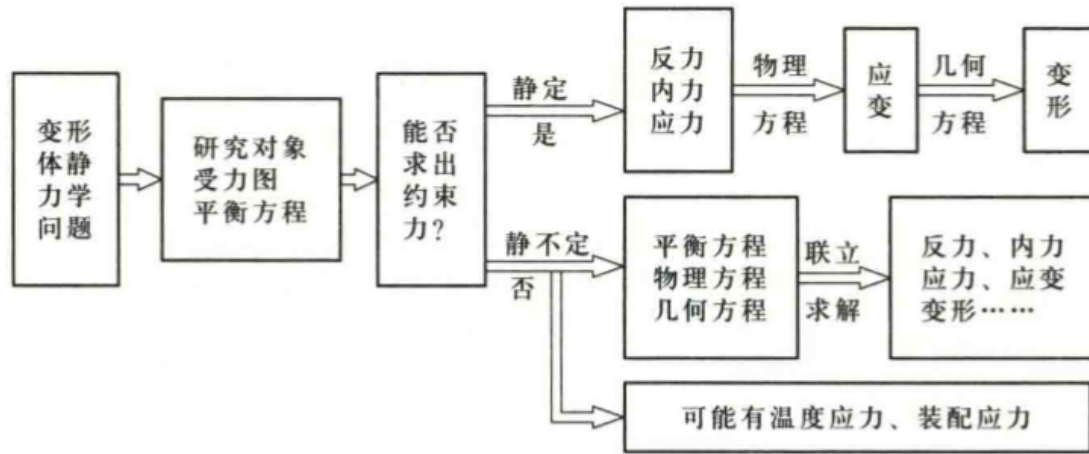 变形
体静
力学
问题
研究对象
受力图
平衡方程
能否
求出
约束
力?
静定
是
反力
内力
应力
物理
方程
应
变
几何
方程
变
形
静不定
否
平衡方程
物理方程
几何方程
联立
求解
反力、内力
应力、应变
变形……
可能有温度应力、装配应力